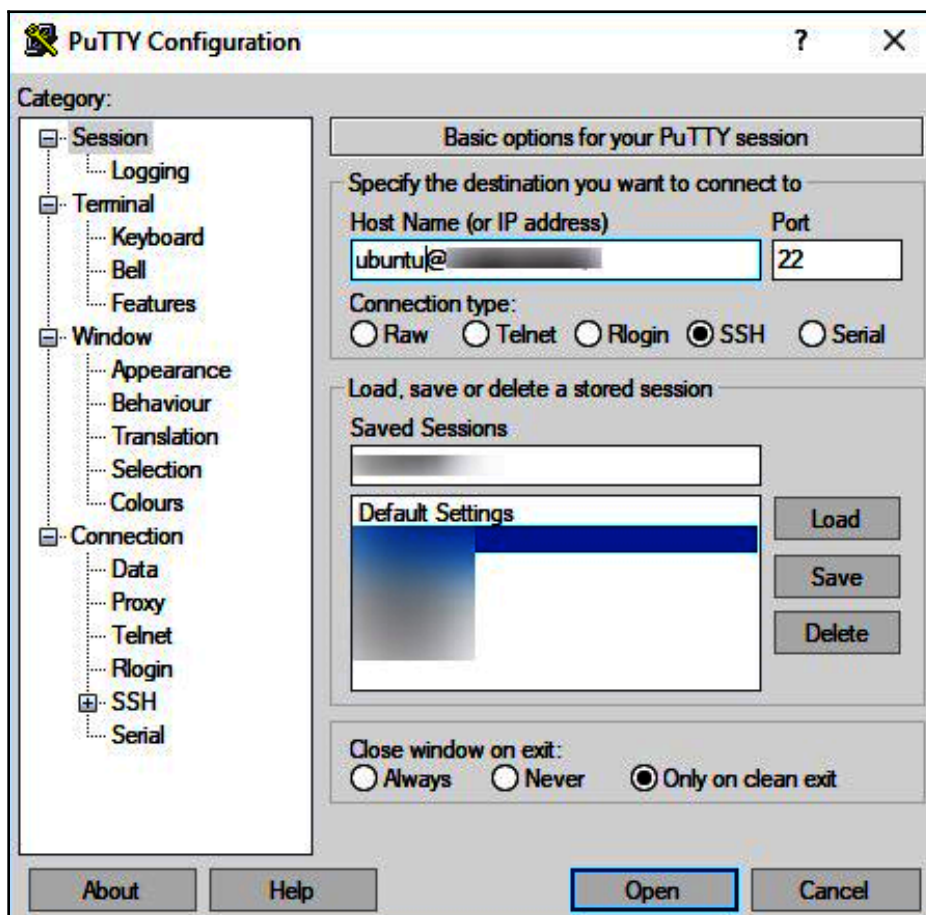 PuTTY Configuration ? X
Category:
Session
Logging
Terminal
Keyboard
Bell
Features
Window
Appearance
Behaviour
Translation
Selection
Colours
Connection
Data
Proxy
Telnet
Rlogin
SSH
Serial
Basic options for your PuTTY session
Specify the destination you want to connect to
Host Name (or IP address) Port
ubuntu@ 22
Connection type:
Raw Telnet Rlogin SSH Serial
Load, save or delete a stored session
Saved Sessions
Default Settings
Load
Save
Delete
Close window on exit:
Always Never Only on clean exit
About Help Open Cancel